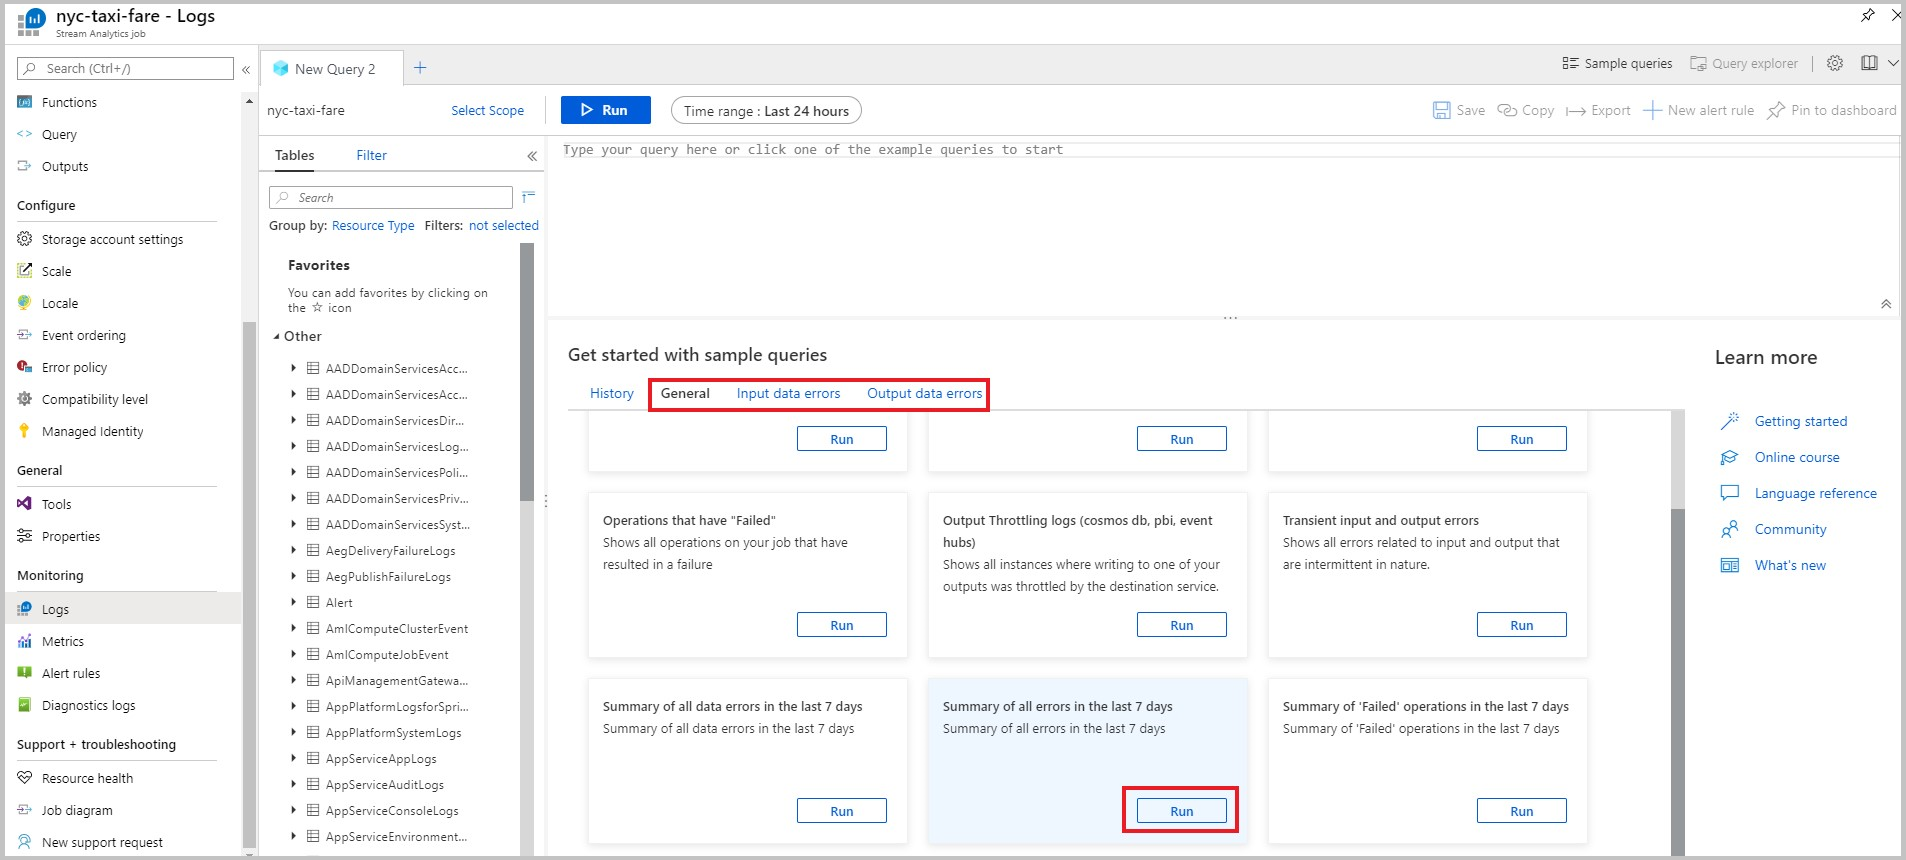 nyc-taxi-fare - Logs
Stream Analytics job
Search (Ctrl+/)
«
Functions
Query
Outputs
Configure
Storage account settings
Scale
Locale
Event ordering
Error policy
Compatibility level
Managed Identity
General
Tools
Properties
Monitoring
Logs
Metrics
Alert rules
Diagnostics logs
Support + troubleshooting
Resource health
Job diagram
New support request
New Query 2
Sample queries
Query explorer
nyc-taxi-fare
Select Scope
Run
Time range : Last 24 hours
Save
Copy
Export
New alert rule
Pin to dashboard
Tables
Filter
«
Search
Group by: Resource Type
Filters: not selected
Favorites
You can add favorites by clicking on
the ☆ icon
Other
AADDomainServicesAcc...
AADDomainServicesAcc...
AADDomainServicesDir...
AADDomainServicesLog...
AADDomainServicesPoli...
AADDomainServicesPriv...
AADDomainServicesSyst...
AegDeliveryFailureLogs
AegPublishFailureLogs
Alert
AmlComputeClusterEvent
AmlComputeJobEvent
ApiManagementGatewa...
AppPlatformLogsforSpri...
AppPlatformSystemLogs
AppServiceAppLogs
AppServiceAuditLogs
AppServiceConsoleLogs
AppServiceEnvironment...
Type your query here or click one of the example queries to start
Get started with sample queries
History
General
Input data errors
Output data errors
Run
Run
Run
Operations that have "Failed"
Shows all operations on your job that have
resulted in a failure
Run
Output Throttling logs (cosmos db, pbi, event
hubs)
Shows all instances where writing to one of your
outputs was throttled by the destination service.
Run
Transient input and output errors
Shows all errors related to input and output that
are intermittent in nature.
Run
Summary of all data errors in the last 7 days
Summary of all data errors in the last 7 days
Run
Summary of all errors in the last 7 days
Summary of all errors in the last 7 days
Run
Summary of 'Failed' operations in the last 7 days
Summary of 'Failed' operations in the last 7 days
Run
Learn more
Getting started
Online course
Language reference
Community
What's new